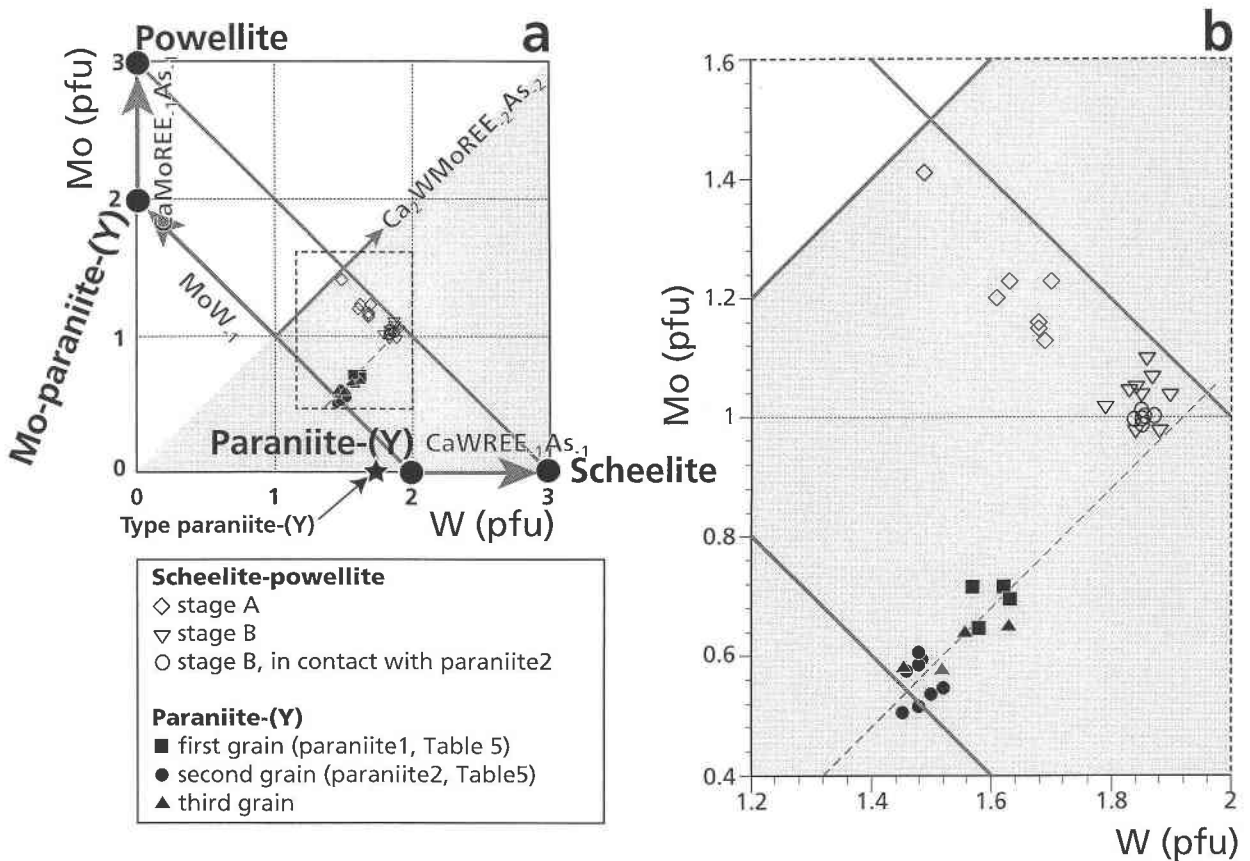 Powellite
a
Mo (pfu)
3
2
1
0
CaMoREE₋₁As₋₁
Ca₂WMoREE₋₂As₋₂
MoW₋₁
Mo-paraniite-(Y)
Paraniite-(Y)
CaWREE₋₁As₋₁
Scheelite
0
1
2
3
Type paraniite-(Y)
W (pfu)
Scheelite-powellite
stage A
stage B
stage B, in contact with paraniite2
Paraniite-(Y)
first grain (paraniite1, Table 5)
second grain (paraniite2, Table5)
third grain
b
Mo (pfu)
1.6
1.4
1.2
1
0.8
0.6
0.4
1.2
1.4
1.6
1.8
2
W (pfu)